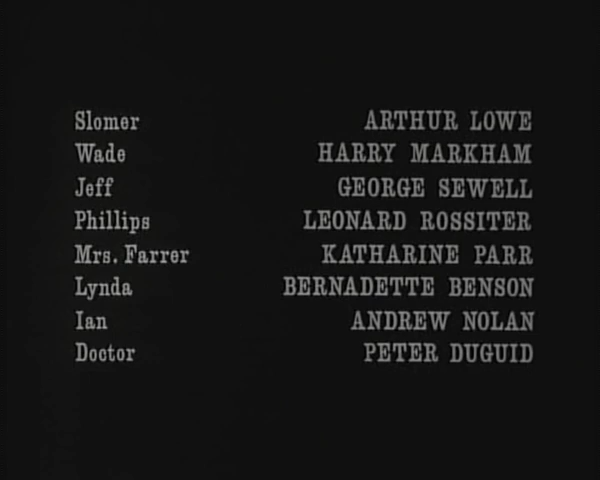 Slomer ARTHUR LOWE
Wade HARRY MARKHAM
Jeff GEORGE SEWELL
Phillips LEONARD ROSSITER
Mrs. Farrer KATHARINE PARR
Lynda BERNADETTE BENSON
Ian ANDREW NOLAN
Doctor PETER DUGUID